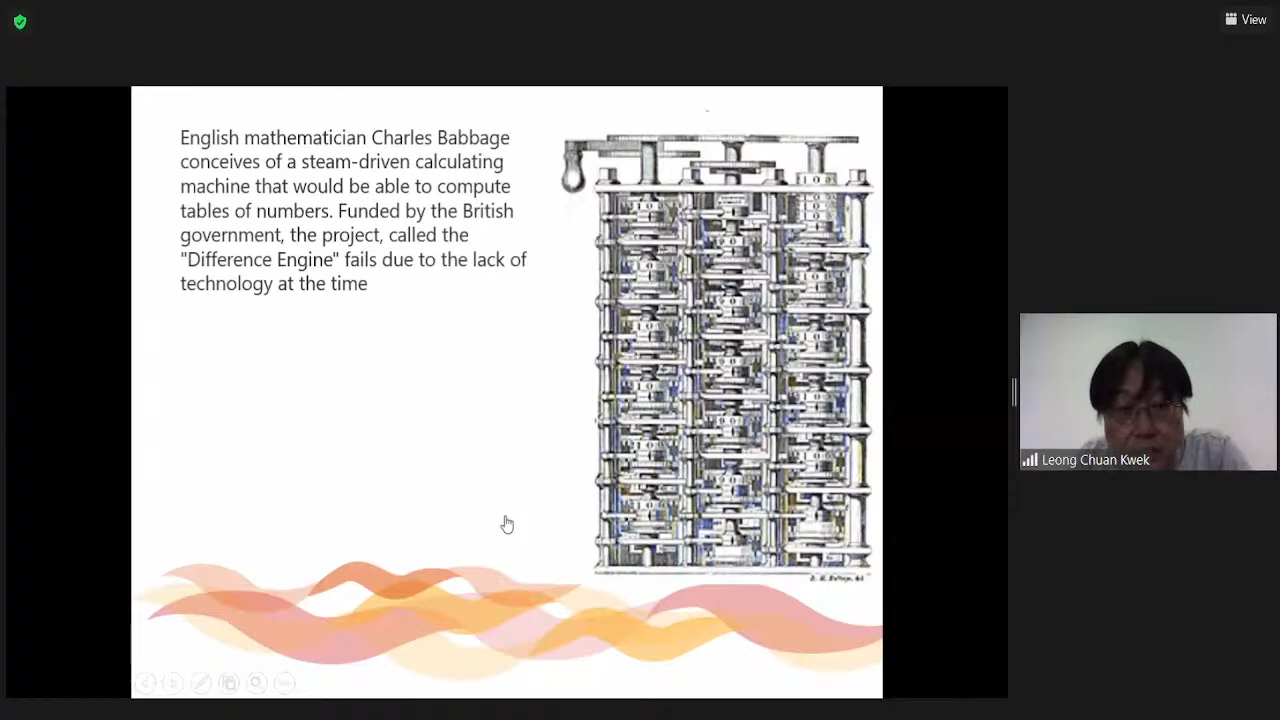 View
English mathematician Charles Babbage
conceives of a steam-driven calculating
machine that would be able to compute
tables of numbers. Funded by the British
government, the project, called the
"Difference Engine" fails due to the lack of
technology at the time
Leong Chuan Kwek